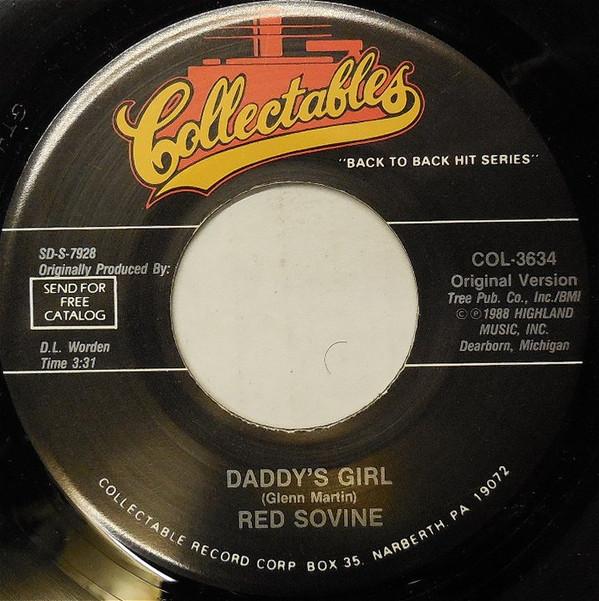 Collectables
"BACK TO BACK HIT SERIES"
SD-S-7928
Originally Produced By:
SEND FOR
FREE
CATALOG
D.L. Worden
Time 3:31
COL-3634
Original Version
Tree Pub. Co., Inc./BMI
©℗1988 HIGHLAND
MUSIC, INC.
Dearborn, Michigan
DADDY'S GIRL
(Glenn Martin)
RED SOVINE
COLLECTABLE RECORD CORP BOX 35. NARBERTH, PA 19072